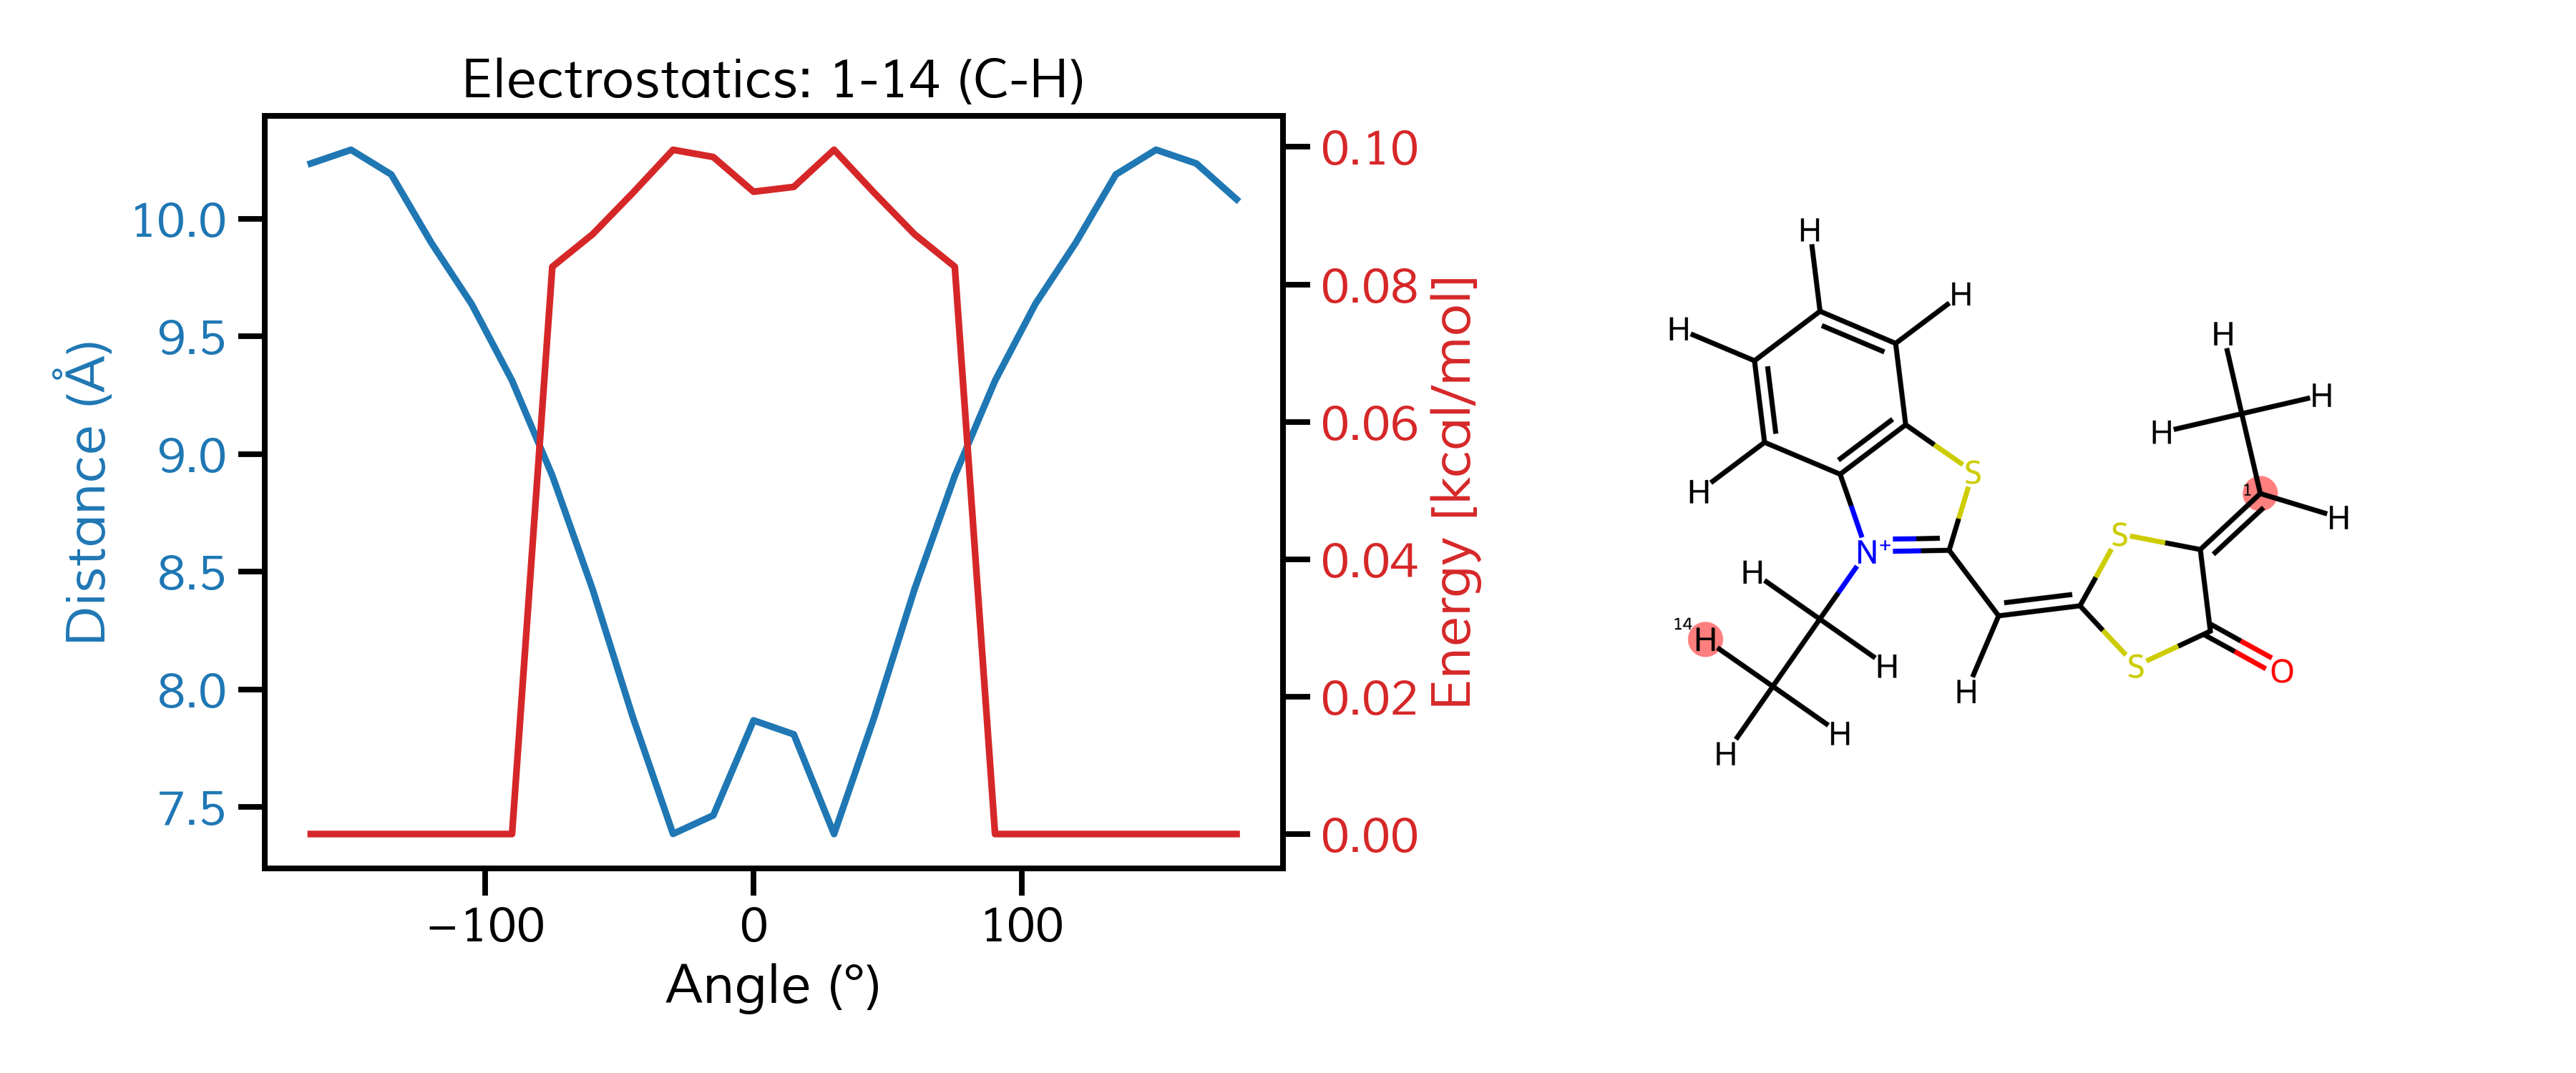 Electrostatics: 1-14 (C-H)
Distance (Å)
10.0
9.5
9.0
8.5
8.0
7.5
0.10
0.08
0.06
0.04
0.02
0.00
Energy [kcal/mol]
−100
0
100
Angle (°)
H
H
H
H
H
H
H
S
1
H
S
N+
H
14
H
H
S
O
H
H
H